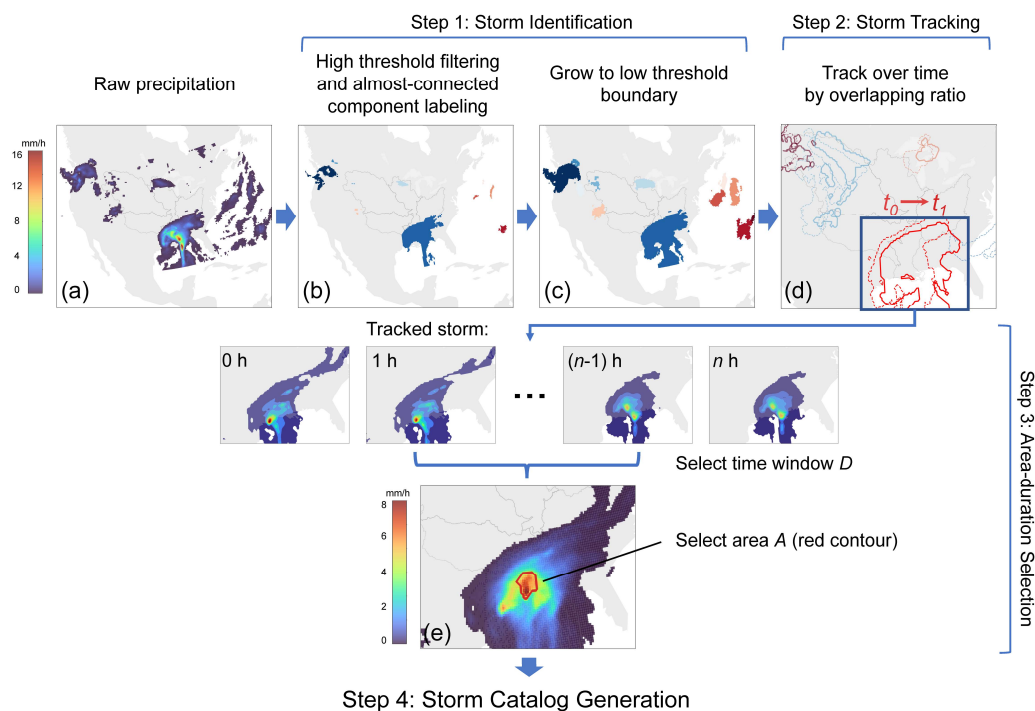 Step 1: Storm Identification
Step 2: Storm Tracking
Raw precipitation
High threshold filtering
and almost-connected
component labeling
Grow to low threshold
boundary
Track over time
by overlapping ratio
mm/h
16
12
8
4
0
(a)
(b)
(c)
t0 → t1
(d)
Tracked storm:
0 h
1 h
...
(n-1) h
n h
Select time window D
Step 3: Area-duration Selection
mm/h
8
6
4
2
0
Select area A (red contour)
(e)
Step 4: Storm Catalog Generation